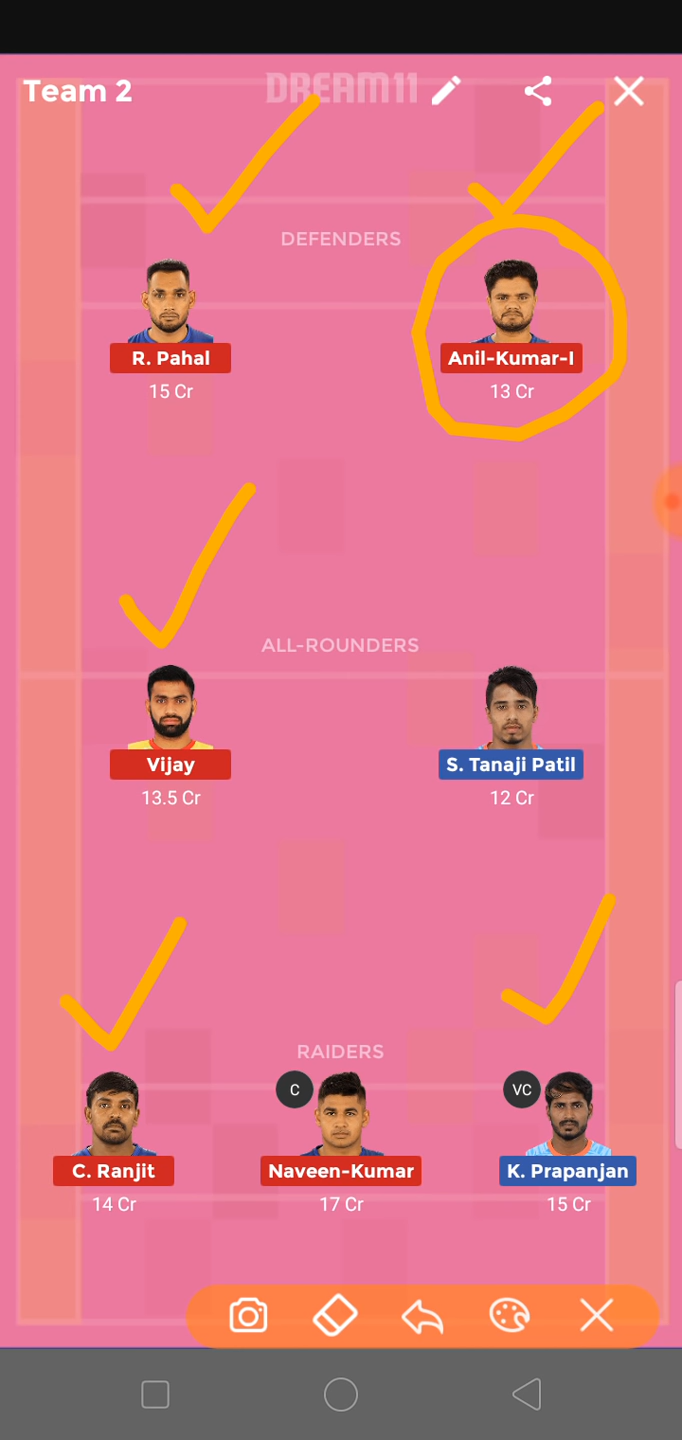 Team 2
DREAM11
DEFENDERS
R. Pahal
Anil-Kumar-I
15 Cr
13 Cr
ALL-ROUNDERS
Vijay
S. Tanaji Patil
13.5 Cr
12 Cr
RAIDERS
C
VC
C. Ranjit
Naveen-Kumar
K. Prapanjan
14 Cr
17 Cr
15 Cr